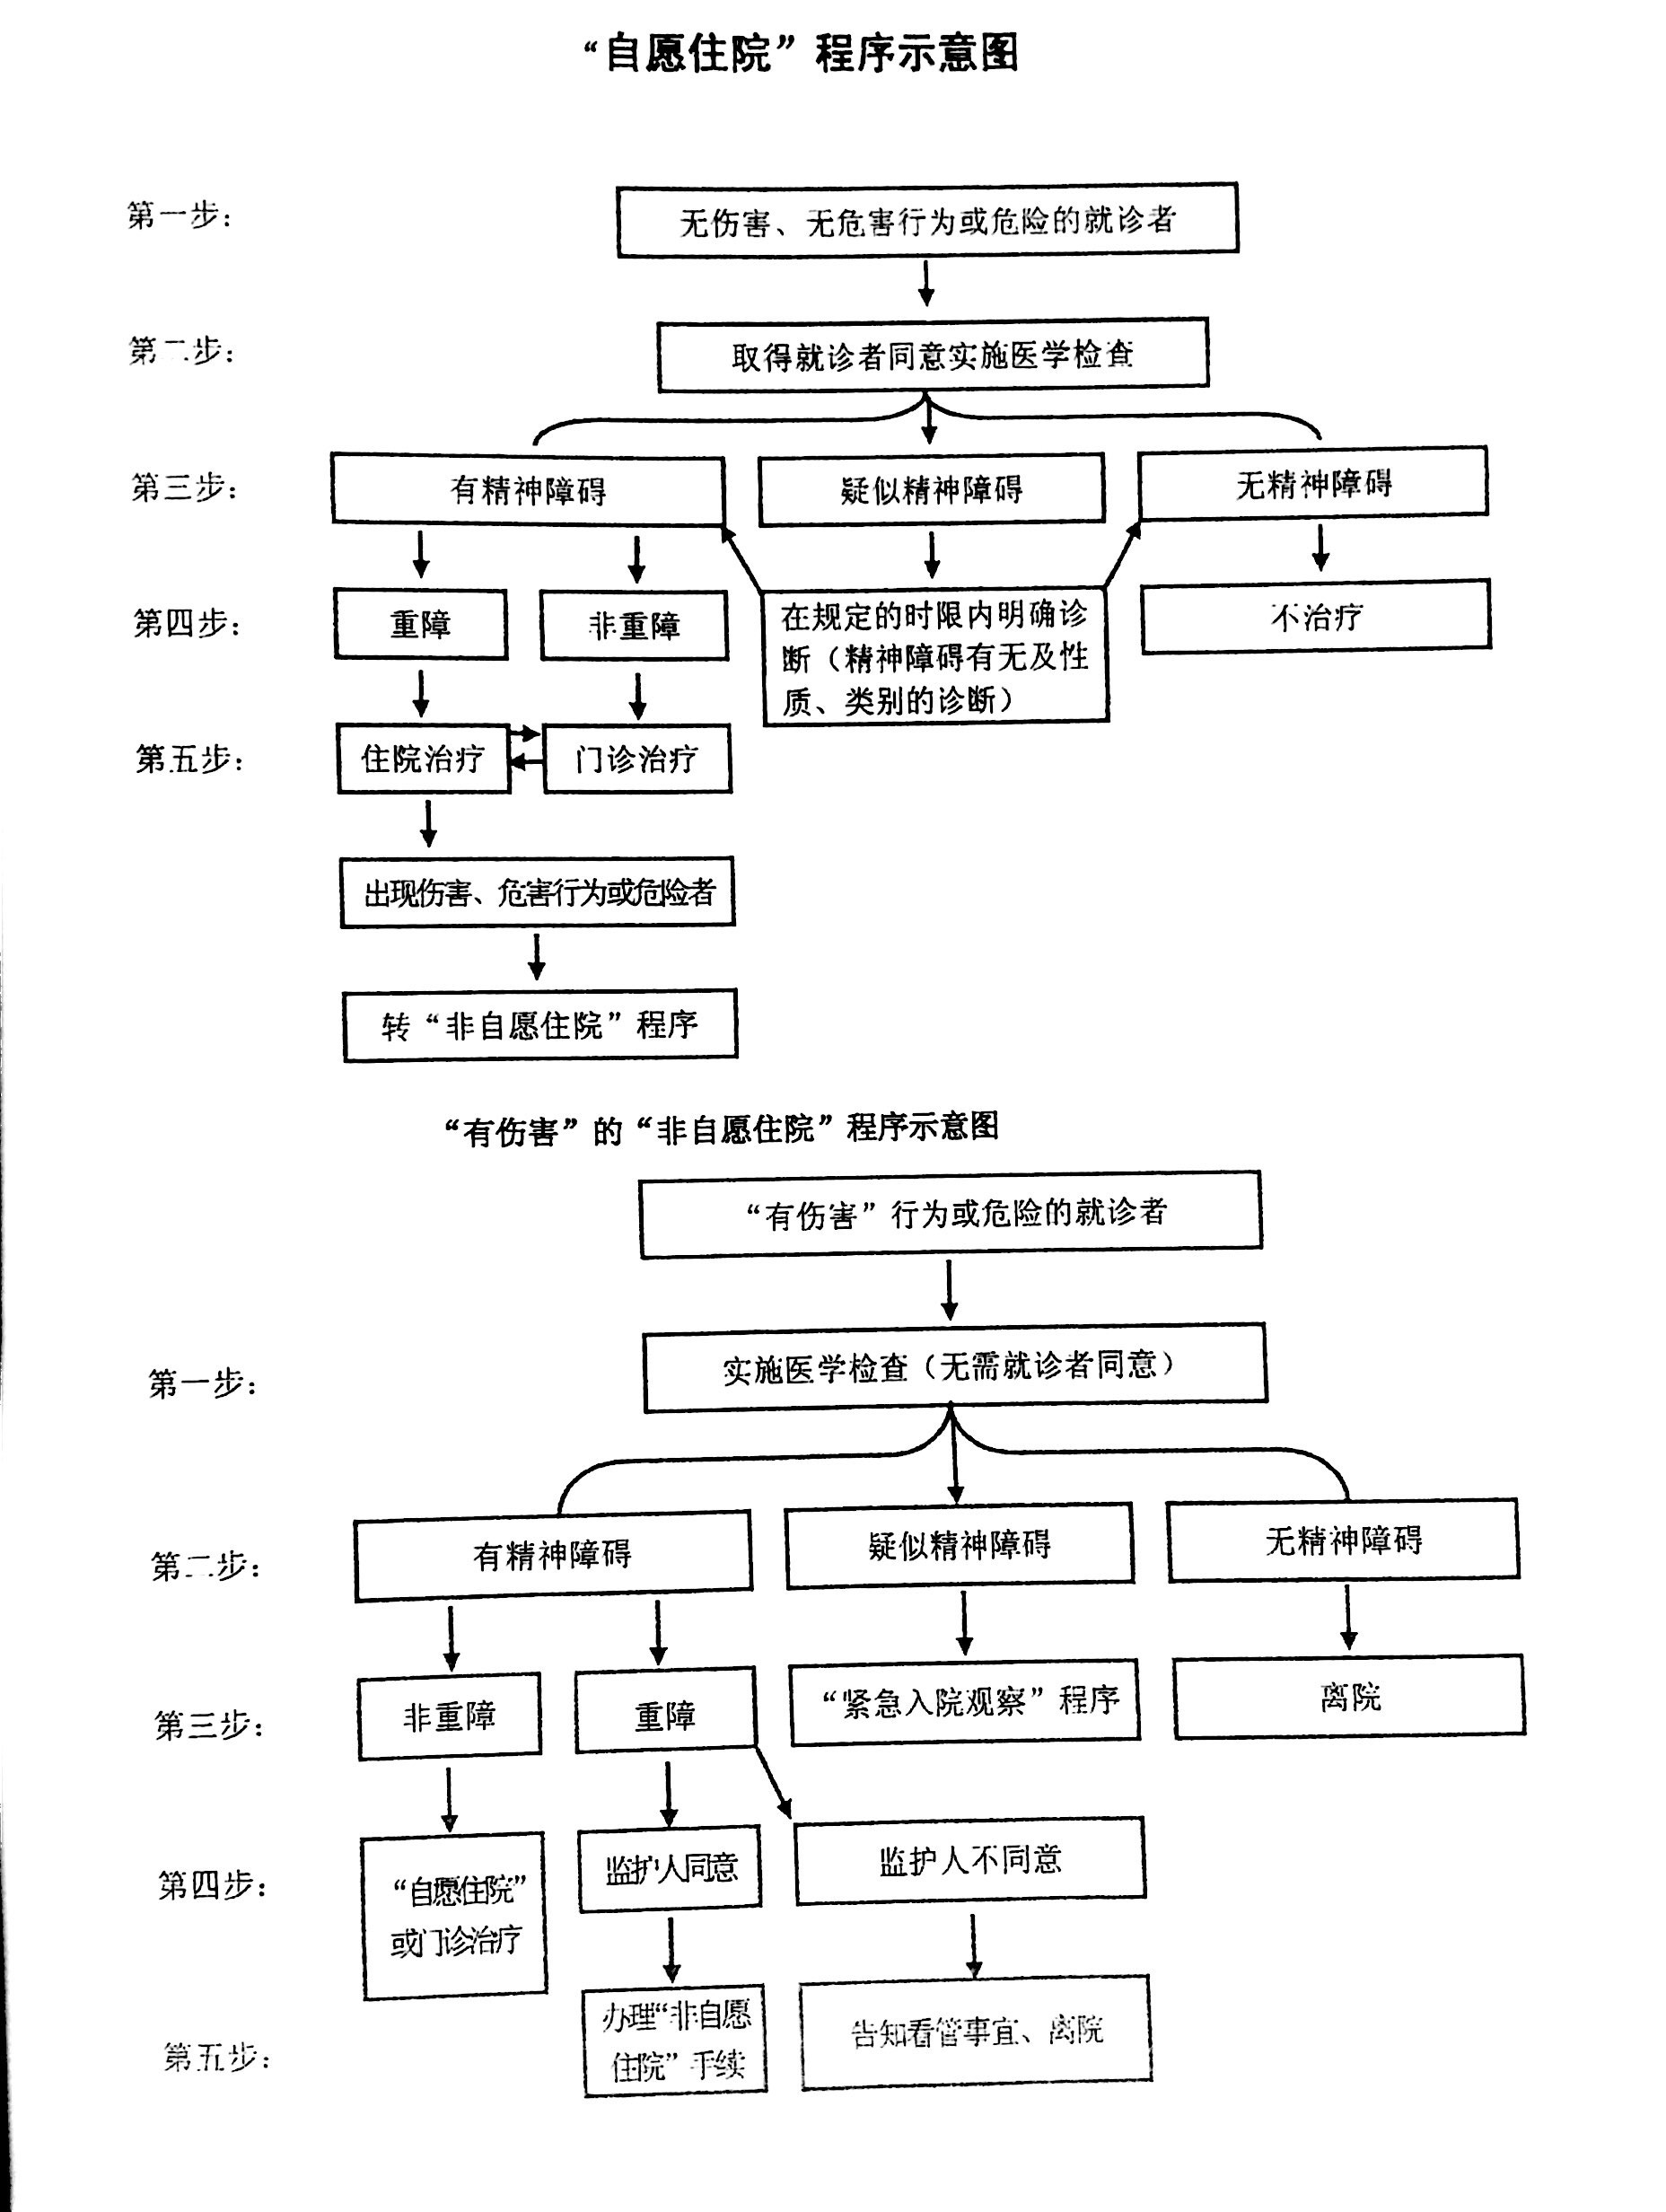 “自愿住院”程序示意图
第一步：
无伤害、无危害行为或危险的就诊者
第二步：
取得就诊者同意实施医学检查
第三步：
有精神障碍
疑似精神障碍
无精神障碍
第四步：
重障
非重障
在规定的时限内明确诊
断（精神障碍有无及性
质、类别的诊断）
不治疗
第五步：
住院治疗
门诊治疗
出现伤害、危害行为或危险者
转“非自愿住院”程序
“有伤害”的“非自愿住院”程序示意图
“有伤害”行为或危险的就诊者
第一步：
实施医学检查（无需就诊者同意）
第二步：
有精神障碍
疑似精神障碍
无精神障碍
第三步：
非重障
重障
“紧急入院观察”程序
离院
第四步：
“自愿住院”
或门诊治疗
监护人同意
监护人不同意
第五步：
办理“非自愿
住院”手续
告知看管事宜、离院